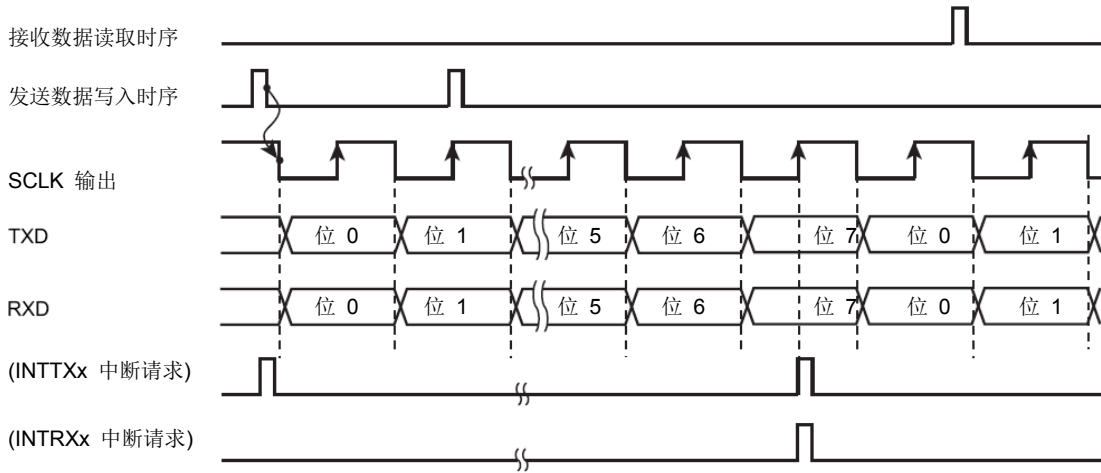 接收数据读取时序
发送数据写入时序
SCLK 输出
TXD 位 0 位 1 位 5 位 6 位 7 位 0 位 1
RXD 位 0 位 1 位 5 位 6 位 7 位 0 位 1
(INTTXx 中断请求)
(INTRXx 中断请求)